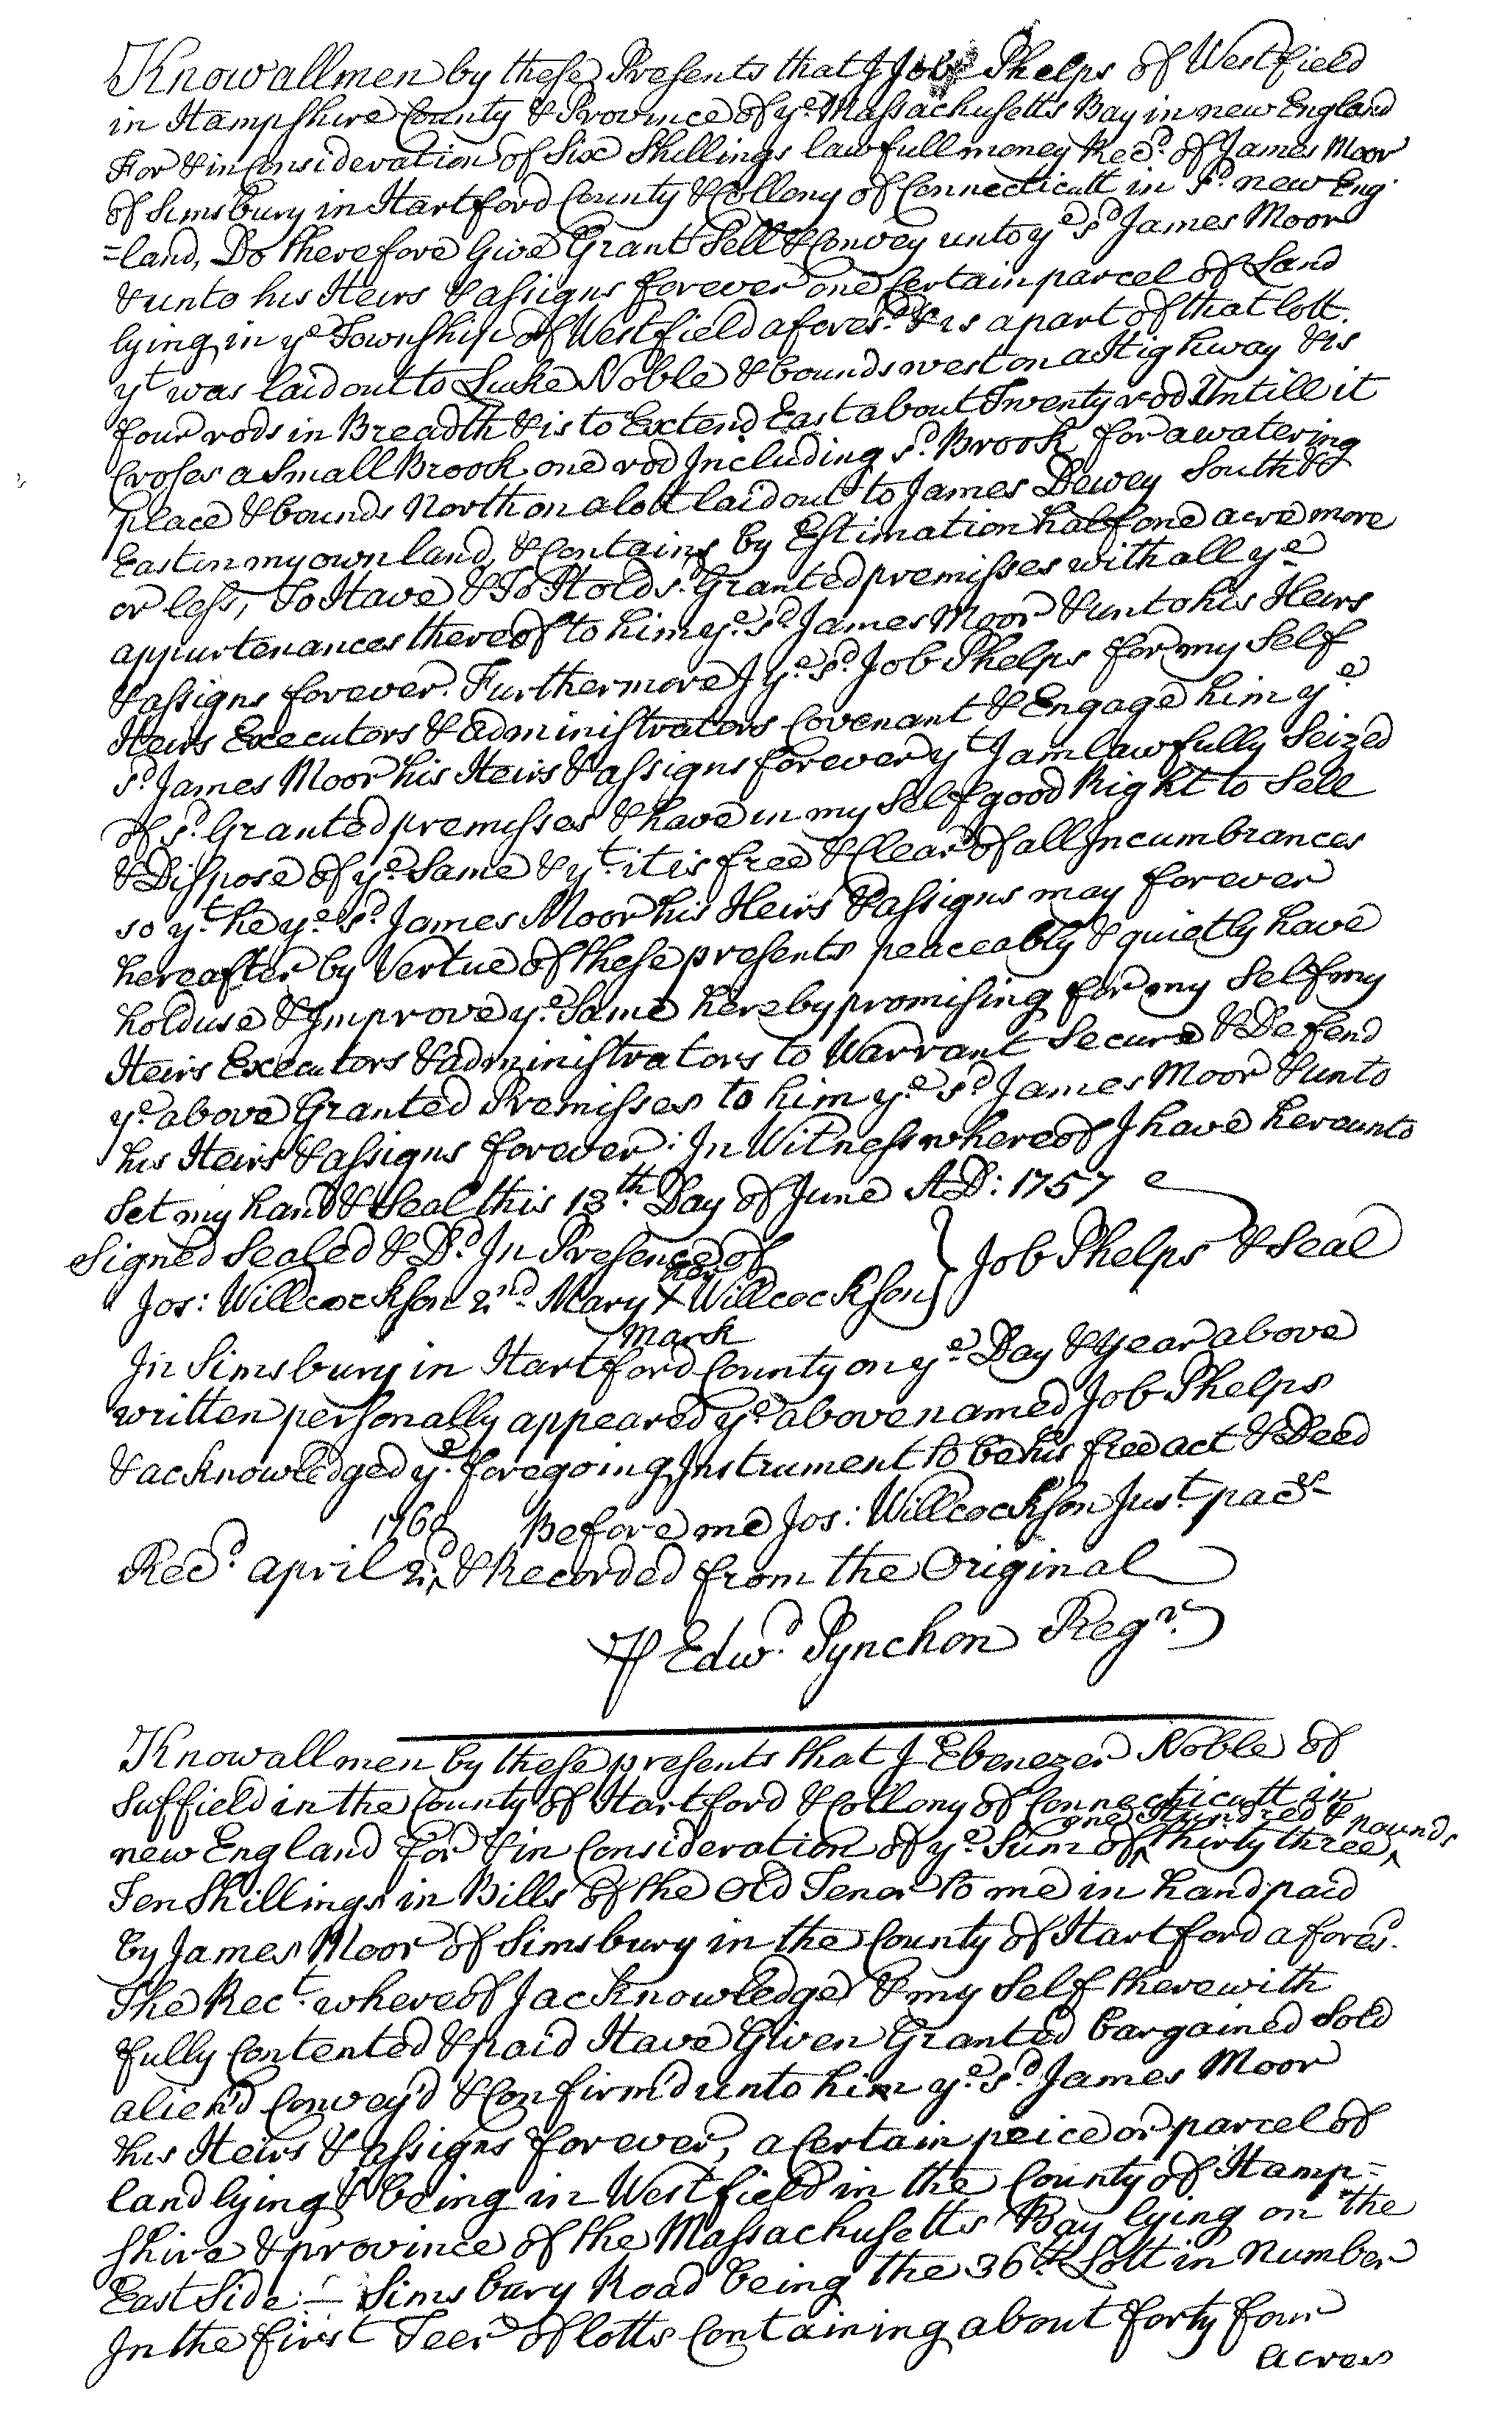 Know all men by these Presents that I Job Phelps of Westfield
in Hampshire County & Province of ye Massachusetts Bay in new England
For & in Consideration of Six Shillings lawfull money Recd. of James Moor
of Simsbury in Hartford County & Collony of Connecticutt in sd. new Eng
=land, Do therefore Give Grant Sell & Convey unto ye sd James Moor
& unto his Heirs & assigns forever one Certain parcel of Land
lying in ye Township of Westfield afores.d & is a part of that lott.
yt was laid out to Luke Noble & bounds west on a Highway & is
four rods in Breadth & is to Extend East about Twenty rods Untill it
Croses a Small Brook one rod Including sd. Brook for a watering
place & bounds North on a lott laid out to James Dewey South &
East on my own land, & Contains by Estimation half one acre more
or less, To Have & To Hold sd. Granted premisses with all ye
appurtenances thereof to him ye. sd. James Moor & unto his Heirs
& assigns forever. Furthermore I ye. sd. Job Phelps for my Self
Heirs Executors & administrators Covenant & Engage him ye
sd. James Moor his Heirs & assigns forever yt I am lawfully Seized
of sd. Granted premisses & have in my Self good Right to Sell
& Dispose of ye. Same & yt. it is free & Clear of all Incumbrances
so yt. he ye. sd. James Moor his Heirs & assigns may forever
hereafter by Vertue of these presents peaceably & quietly have
hold use & Improve ye. Same hereby promising for my Self my
Heirs Executors & administrators to Warrant Secure & Defend
ye. above Granted Premisses to him ye. sd. James Moor & unto
his Heirs & assigns forever: In Witness whereof I have herunto
Set my hand & Seal this 13.th Day of June AD: 1757
Signed Sealed & Dd. In Presence of
her
Jos: Willcockson 2nd. Mary X Willcockson } Job Phelps & Seal
mark
In Simsbury in Hartford County on ye. Day & year above
written personally appeared ye. above named Job Phelps
& acknowledged ye. foregoing Instrument to be his free act & Deed
Before me Jos: Willcockson Just. paces
1760
Recd. april 2d, & Recorded from the Original
P Edwd. Pynchon Regr.
Know all men by these presents that I Ebenezer Noble of
Suffield in the County of Hartford & Collony of Connecticutt in
one Hundred & pounds
new England for & in Consideration of ye. Sum of ^ Thirty three ^
Ten Shillings in Bills of the Old Tenor to me in hand paid
by James Moor of Simsbury in the County of Hartford afores.d
The Rect. whereof I acknowledge & my Self therewith
fully Contented & paid Have Given Granted bargained Sold
alien'd Convey'd & Confirm'd unto him ye. sd. James Moor
his Heirs & assigns forever, a Certain peice or parcel of
land lying & being in Westfield in the County of Hamp=
shire & province of the Massachusetts Bay lying on the
East Side Simsbury Road being the 36th. Lott in Number
In the first Teer of lotts Containing about forty four
acres